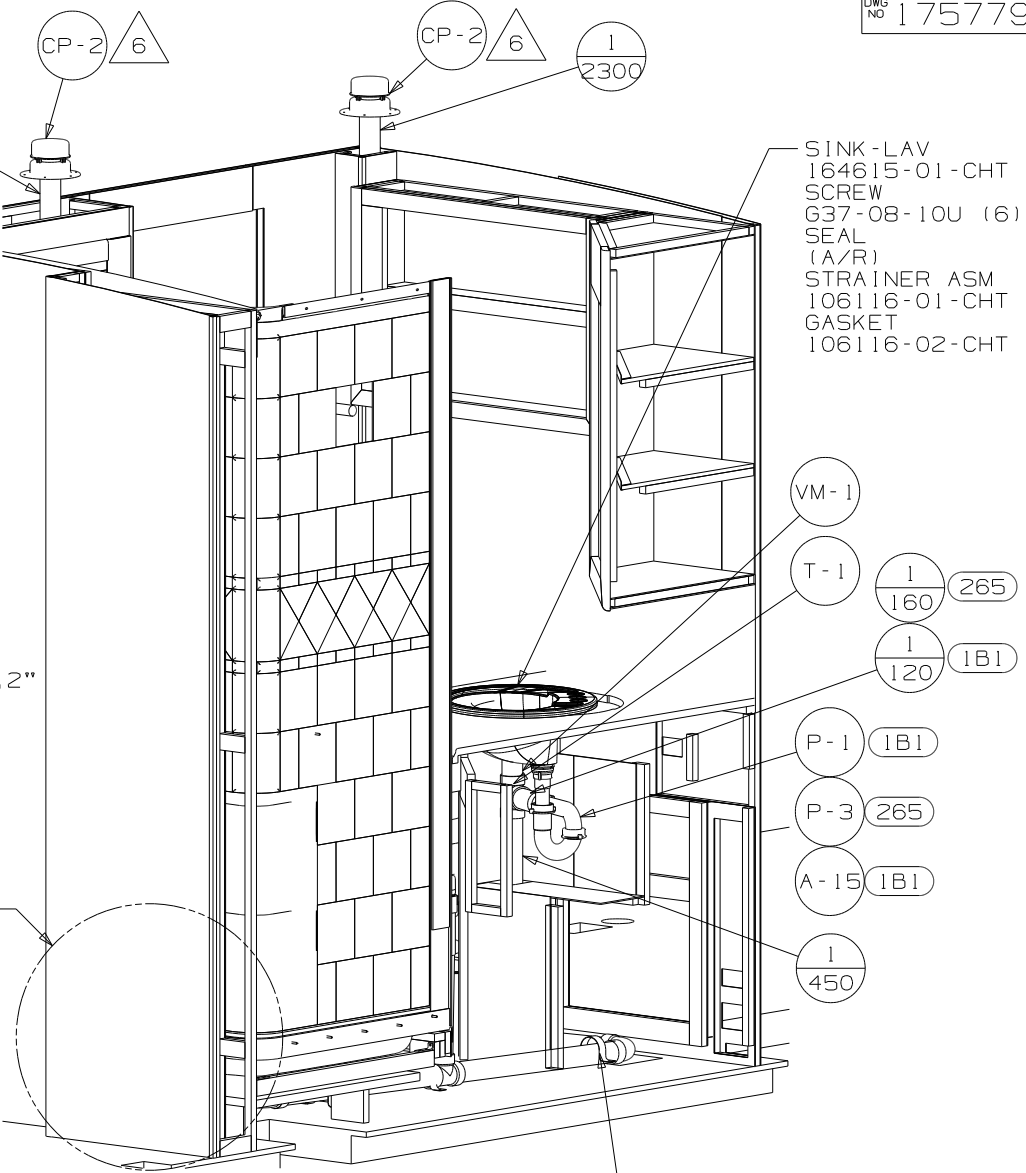 DWG NO 175779
CP-2 6
CP-2 6
1
2300
SINK-LAV
164615-01-CHT
SCREW
G37-08-10U (6)
SEAL
(A/R)
STRAINER ASM
106116-01-CHT
GASKET
106116-02-CHT
VM-1
T-1
1
160 265
1
120 1B1
2"
P-1 1B1
P-3 265
A-15 1B1
1
450